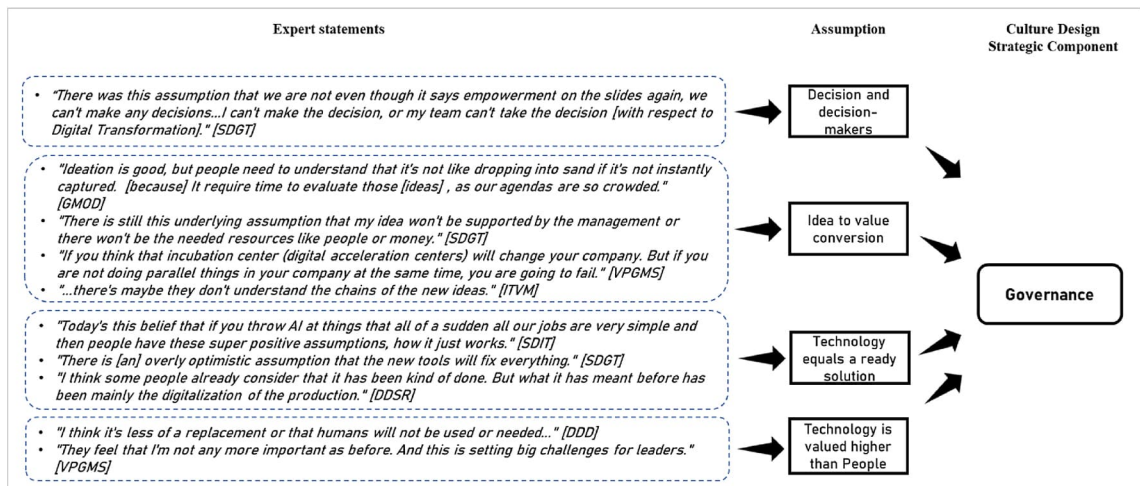 Expert statements
Assumption
Culture Design
Strategic Component
• "There was this assumption that we are not even though it says empowerment on the slides again, we
can't make any decisions...I can't make the decision, or my team can't take the decision [with respect to
Digital Transformation]." [SDGT]
Decision and
decision-
makers
• "Ideation is good, but people need to understand that it's not like dropping into sand if it's not instantly
captured. [because] It require time to evaluate those [ideas] , as our agendas are so crowded."
[GMOD]
• "There is still this underlying assumption that my idea won't be supported by the management or
there won't be the needed resources like people or money." [SDGT]
• "If you think that incubation center (digital acceleration centers) will change your company. But if you
are not doing parallel things in your company at the same time, you are going to fail." [VPGMS]
• "...there's maybe they don't understand the chains of the new ideas." [ITVM]
Idea to value
conversion
Governance
• "Today's this belief that if you throw AI at things that all of a sudden all our jobs are very simple and
then people have these super positive assumptions, how it just works." [SDIT]
• "There is [an] overly optimistic assumption that the new tools will fix everything." [SDGT]
• "I think some people already consider that it has been kind of done. But what it has meant before has
been mainly the digitalization of the production." [DDSR]
Technology
equals a ready
solution
• "I think it's less of a replacement or that humans will not be used or needed..." [DDD]
• "They feel that I'm not any more important as before. And this is setting big challenges for leaders."
[VPGMS]
Technology is
valued higher
than People